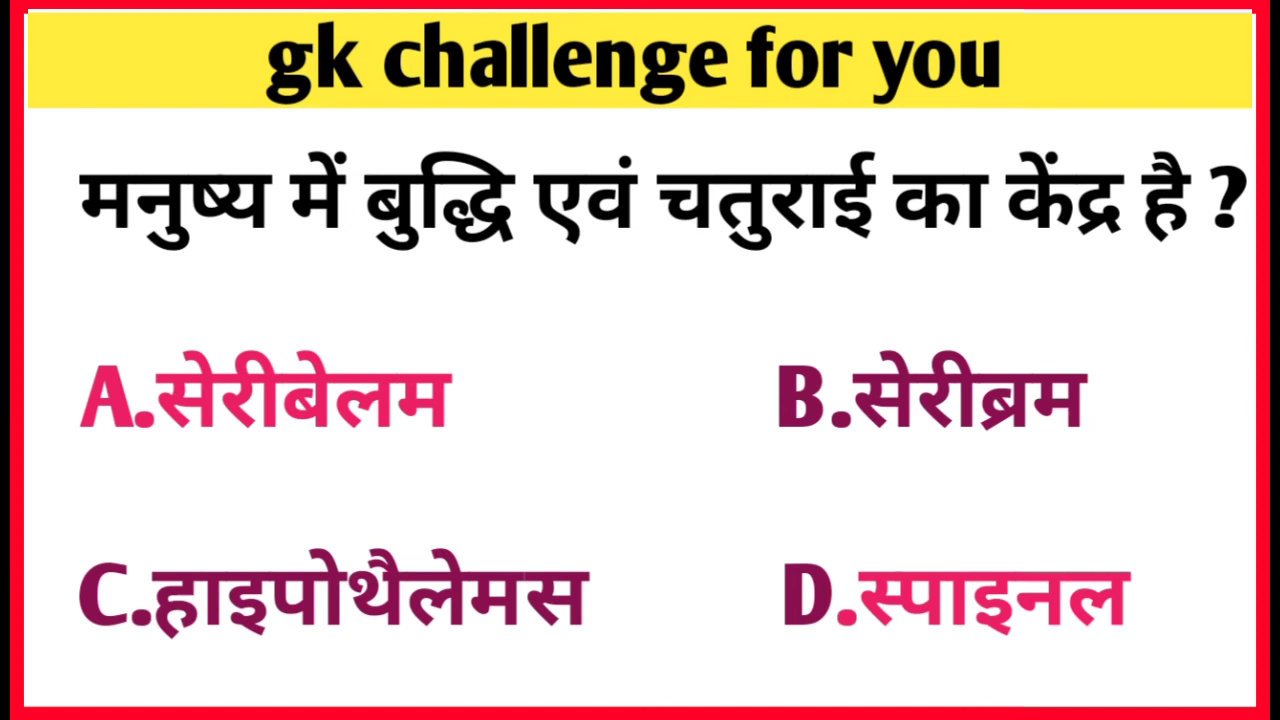 gk challenge for you
मनुष्य में बुद्धि एवं चतुराई का केंद्र है ?
A.सेरीबेलम B.सेरीब्रम
C.हाइपोथैलेमस D.स्पाइनल